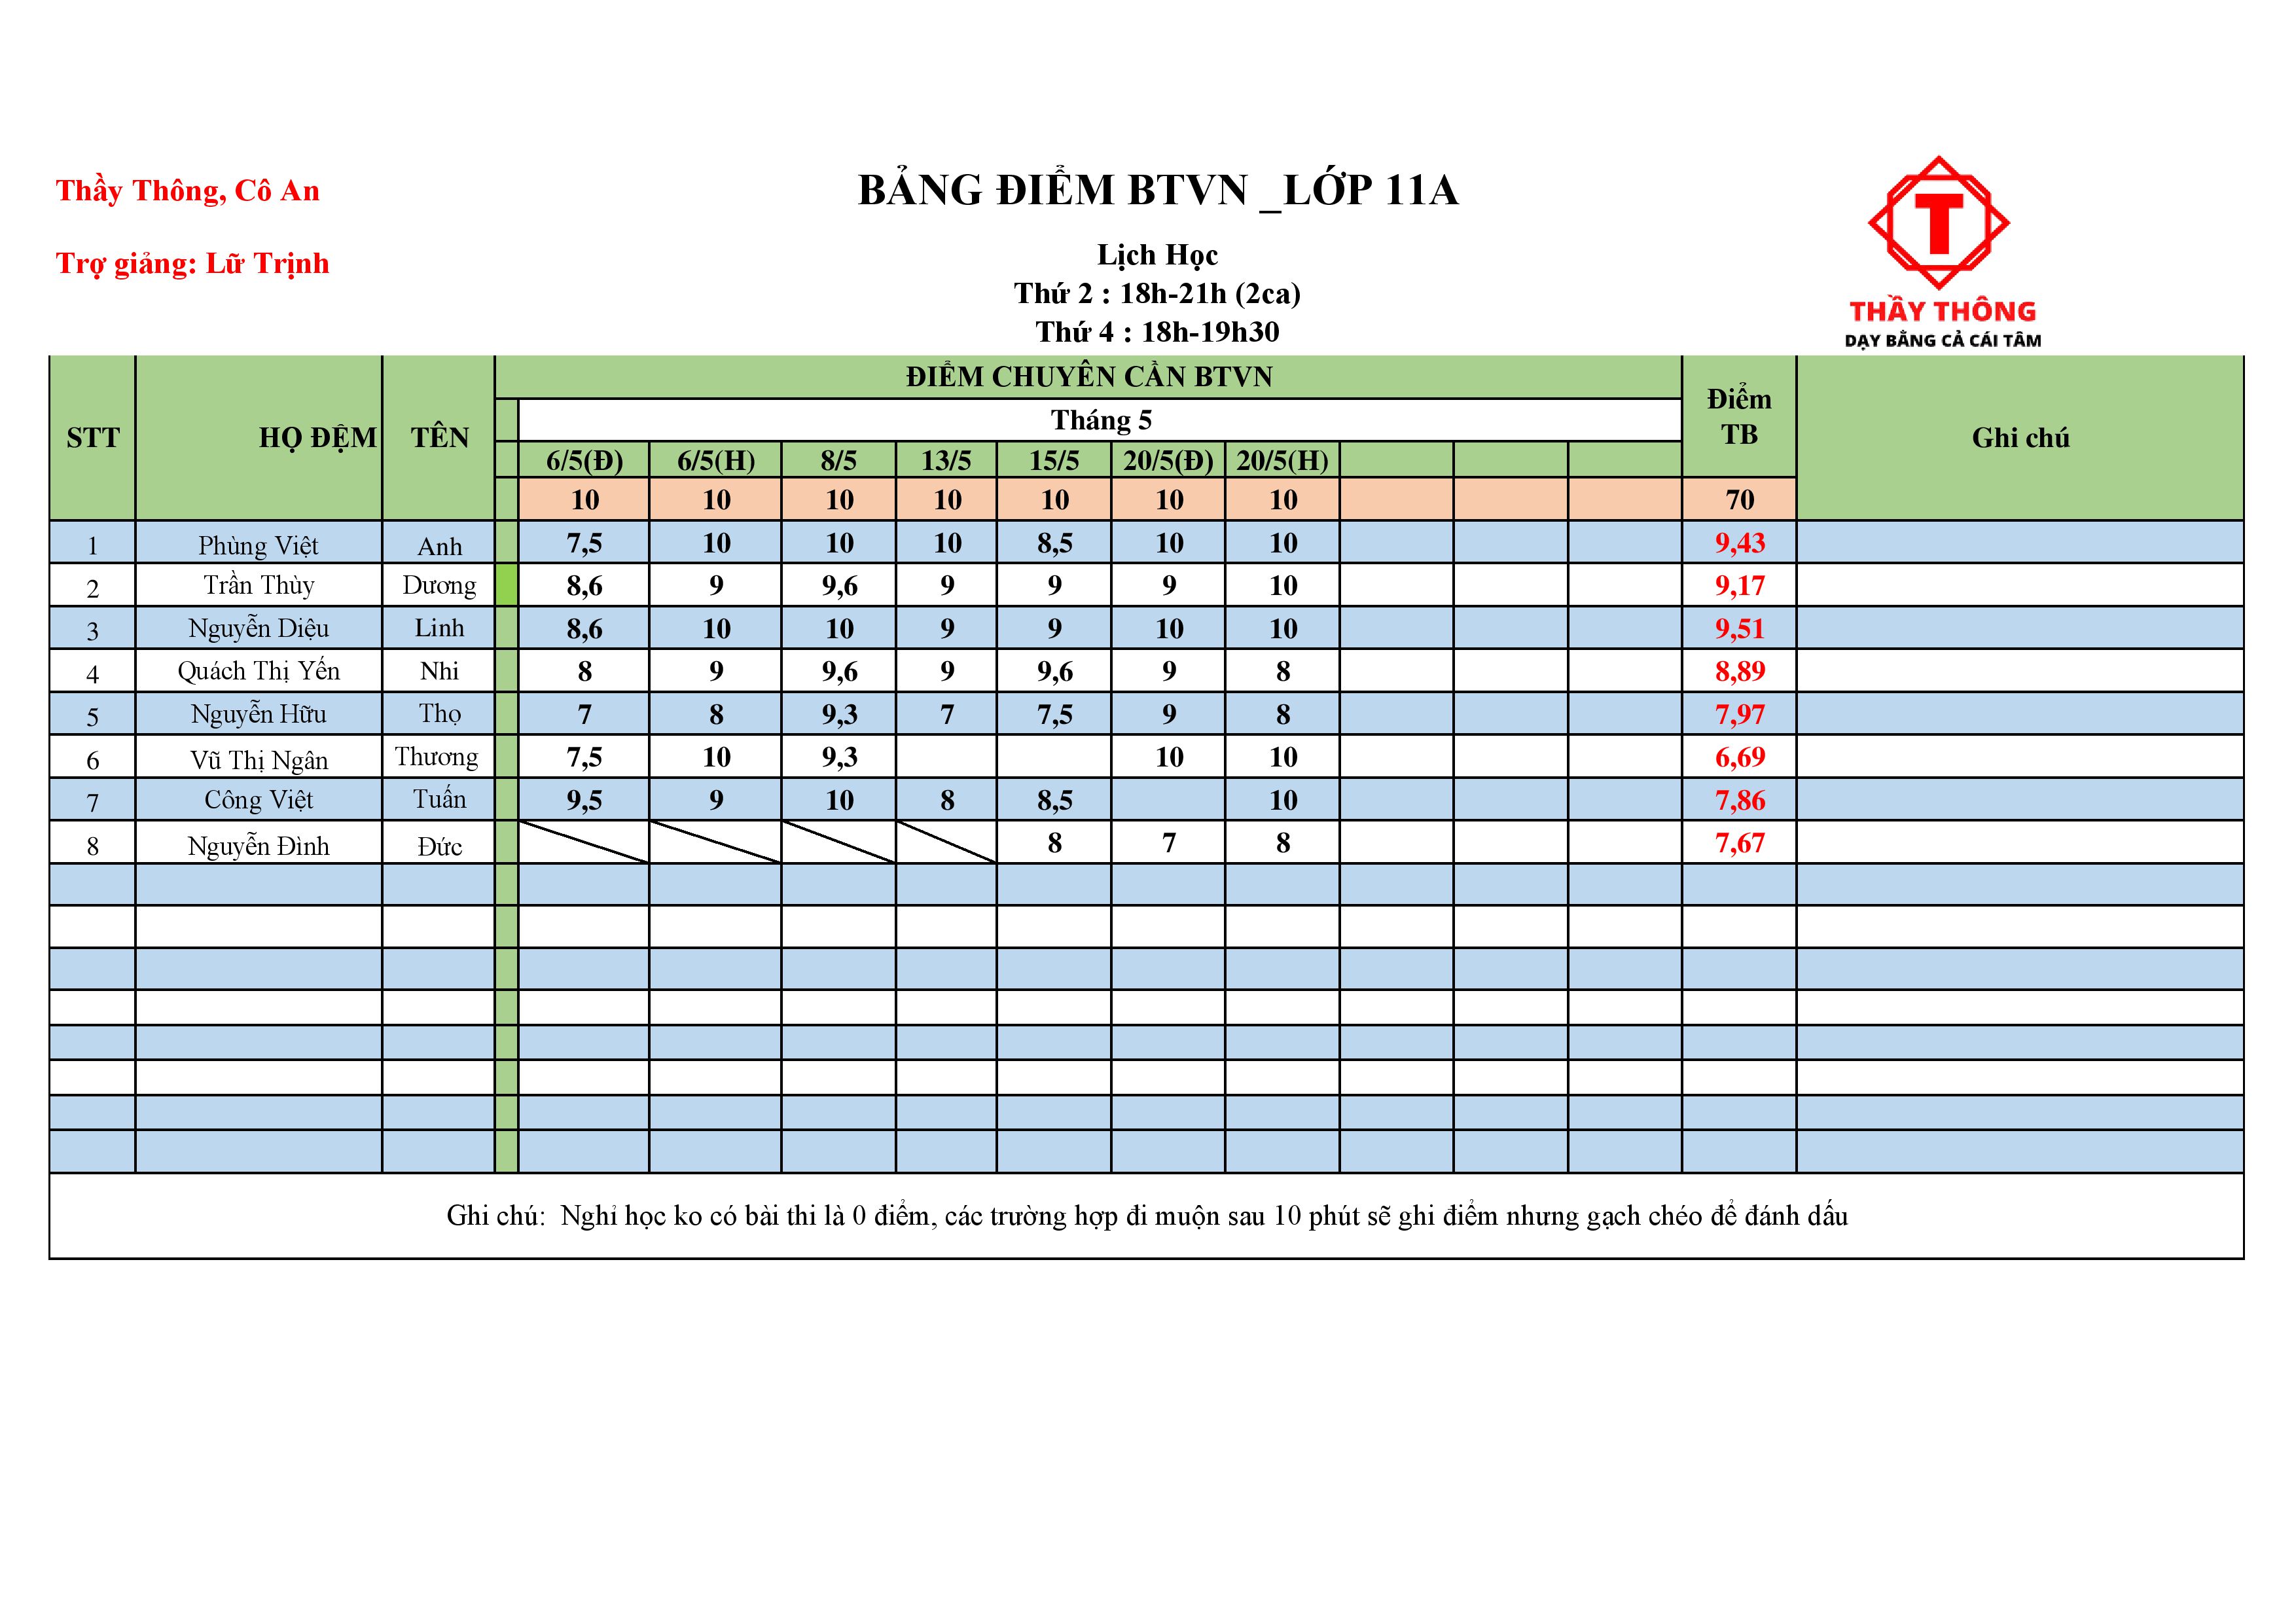 Thầy Thông, Cô An
BẢNG ĐIỂM BTVN _LỚP 11A
Trợ giảng: Lữ Trịnh
Lịch Học
Thứ 2 : 18h-21h (2ca)
Thứ 4 : 18h-19h30
T
THẦY THÔNG
DẠY BẰNG CẢ CÁI TÂM
STT HỌ ĐỆM TÊN ĐIỂM CHUYÊN CẦN BTVN Điểm TB Ghi chú
Tháng 5
6/5(Đ) 6/5(H) 8/5 13/5 15/5 20/5(Đ) 20/5(H)
10 10 10 10 10 10 10 70
1 Phùng Việt Anh 7,5 10 10 10 8,5 10 10 9,43
2 Trần Thùy Dương 8,6 9 9,6 9 9 9 10 9,17
3 Nguyễn Diệu Linh 8,6 10 10 9 9 10 10 9,51
4 Quách Thị Yến Nhi 8 9 9,6 9 9,6 9 8 8,89
5 Nguyễn Hữu Thọ 7 8 9,3 7 7,5 9 8 7,97
6 Vũ Thị Ngân Thương 7,5 10 9,3 10 10 6,69
7 Công Việt Tuấn 9,5 9 10 8 8,5 10 7,86
8 Nguyễn Đình Đức 8 7 8 7,67
Ghi chú: Nghỉ học ko có bài thi là 0 điểm, các trường hợp đi muộn sau 10 phút sẽ ghi điểm nhưng gạch chéo để đánh dấu